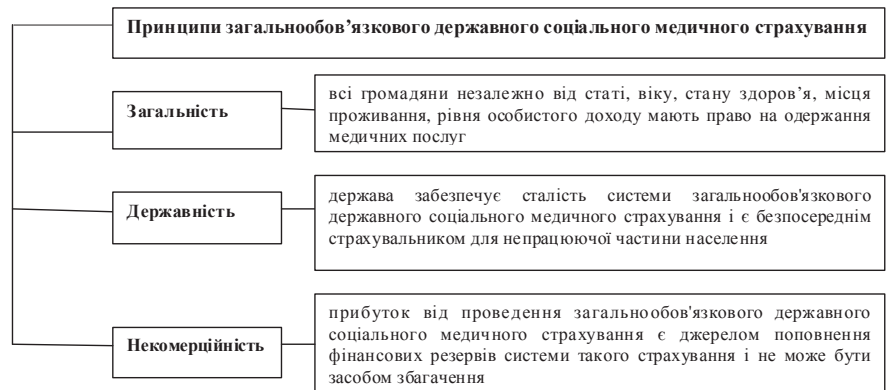 Принципи загальнообов’язкового державного соціального медичного страхування
Загальність
всі громадяни незалежно від статі, віку, стану здоров’я, місця
проживання, рівня особистого доходу мають право на одержання
медичних послуг
Державність
держава забезпечує сталість системи загальнообов'язкового
державного соціального медичного страхування і є безпосереднім
страхувальником для непрацюючої частини населення
Некомерційність
прибуток від проведення загальнообов'язкового державного
соціального медичного страхування є джерелом поповнення
фінансових резервів системи такого страхування і не може бути
засобом збагачення